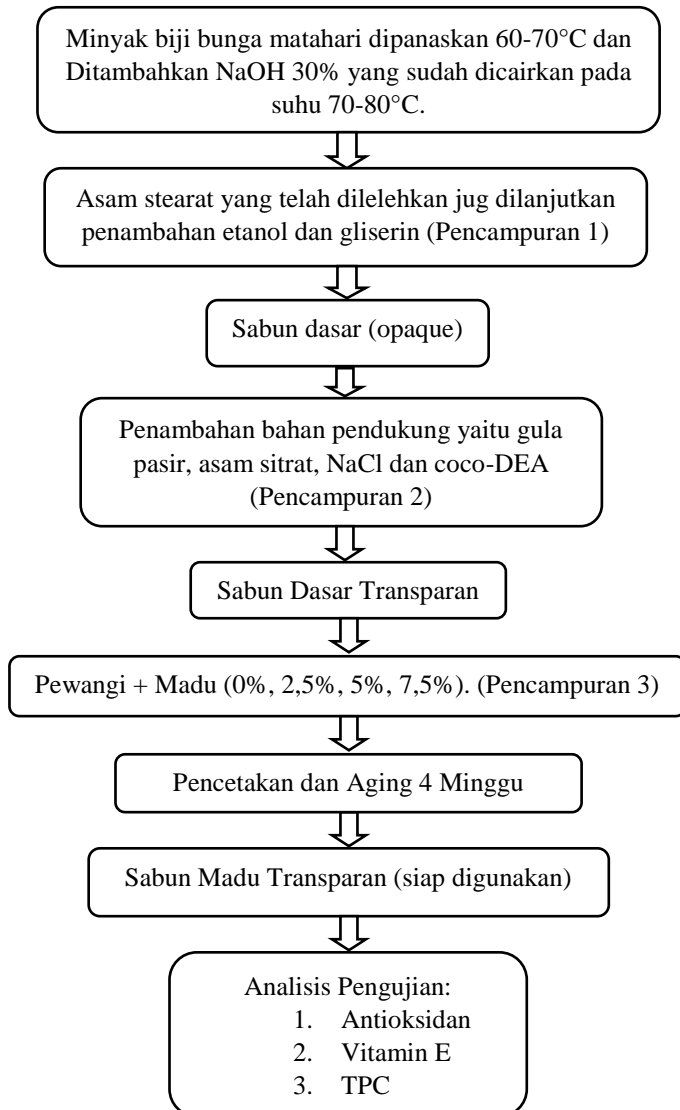 Minyak biji bunga matahari dipanaskan 60-70°C dan
Ditambahkan NaOH 30% yang sudah dicairkan pada
suhu 70-80°C.
Asam stearat yang telah dilelehkan jug dilanjutkan
penambahan etanol dan gliserin (Pencampuran 1)
Sabun dasar (opaque)
Penambahan bahan pendukung yaitu gula
pasir, asam sitrat, NaCl dan coco-DEA
(Pencampuran 2)
Sabun Dasar Transparan
Pewangi + Madu (0%, 2,5%, 5%, 7,5%). (Pencampuran 3)
Pencetakan dan Aging 4 Minggu
Sabun Madu Transparan (siap digunakan)
Analisis Pengujian:
1. Antioksidan
2. Vitamin E
3. TPC